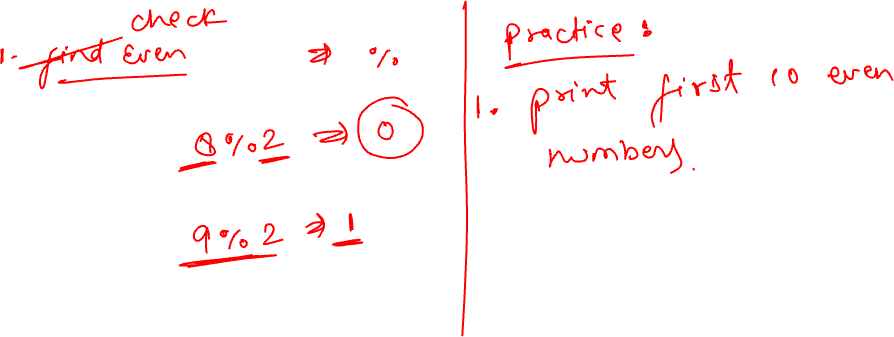 check
1. find Even ⇒ %
8%2 ⇒ 0
9%2 ⇒ 1
Practice:
1. print first 10 even
numbers.